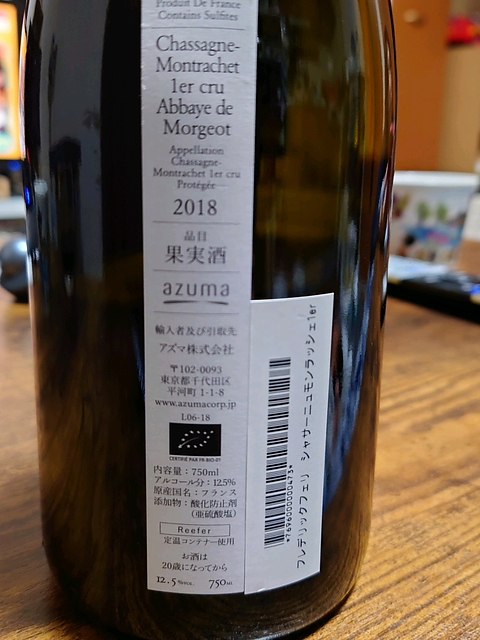 Produit De France
Contains Sulfites
Chassagne-
Montrachet
1er cru
Abbaye de
Morgeot
Appellation
Chassagne-
Montrachet 1er cru
Protégée
2018
品目
果実酒
azuma
輸入者及び引取先
アズマ株式会社
〒102-0093
東京都千代田区
平河町 1-1-8
www.azumacorp.jp
L06-18
CERTIFIÉ PAR FR-BIO-01
内容量：750ml
アルコール分：12.5%
原産国名：フランス
添加物：酸化防止剤
（亜硫酸塩）
Reefer
定温コンテナー使用
お酒は
20歳になってから
12.5%vol. 750ml
*7696000000473*
フレデリックフェリ シャサーニュモンラッシェ1er